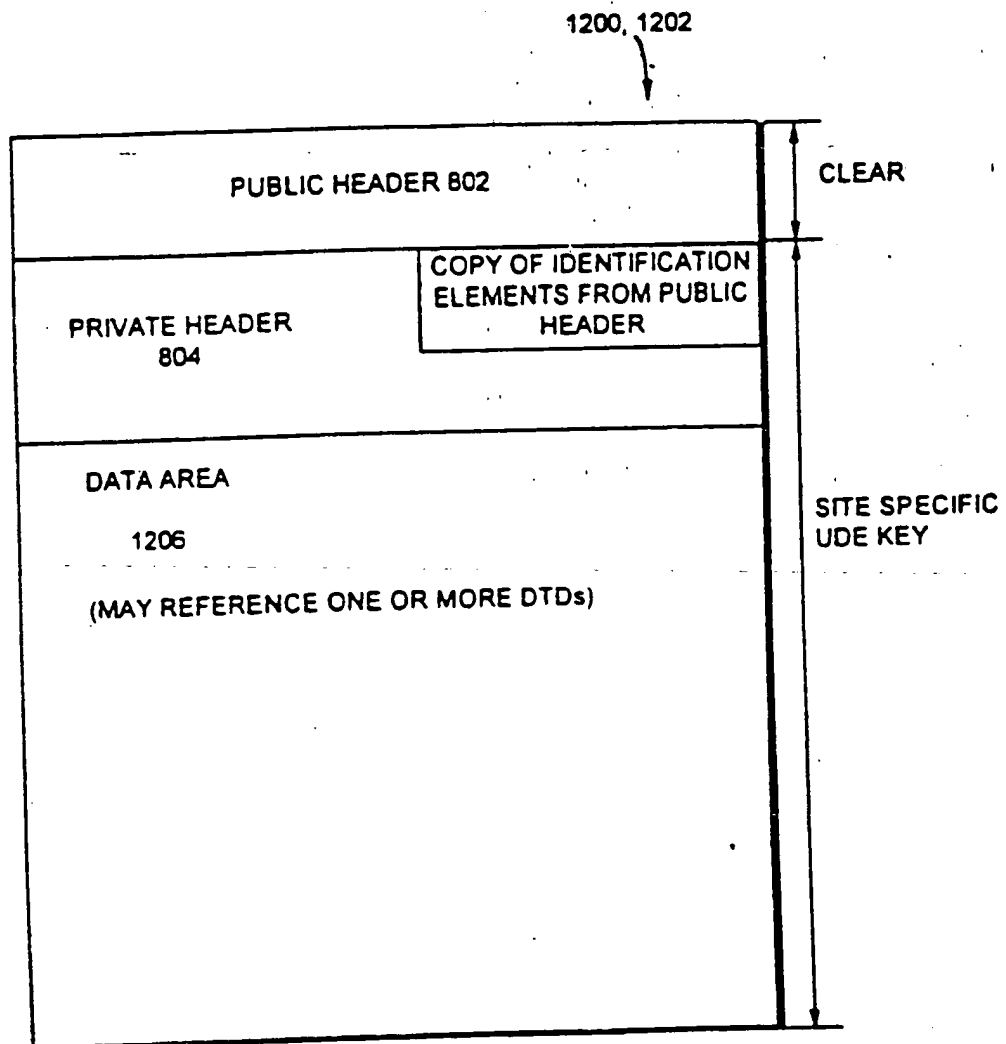 1200, 1202
PUBLIC HEADER 802
CLEAR
COPY OF IDENTIFICATION
ELEMENTS FROM PUBLIC
HEADER
PRIVATE HEADER
804
DATA AREA
1206
(MAY REFERENCE ONE OR MORE DTDs)
SITE SPECIFIC
UDE KEY